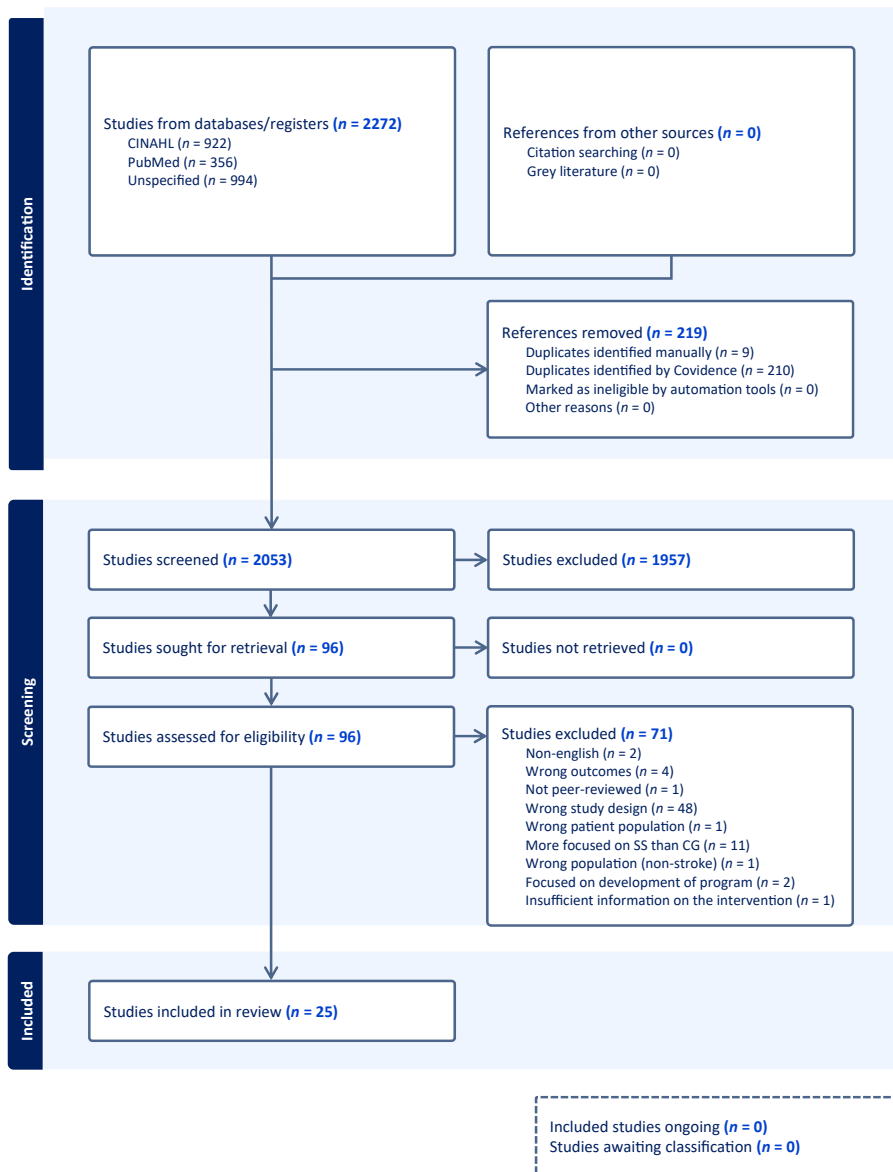 Identification
Studies from databases/registers (n = 2272)
CINAHL (n = 922)
PubMed (n = 356)
Unspecified (n = 994)
References from other sources (n = 0)
Citation searching (n = 0)
Grey literature (n = 0)
References removed (n = 219)
Duplicates identified manually (n = 9)
Duplicates identified by Covidence (n = 210)
Marked as ineligible by automation tools (n = 0)
Other reasons (n = 0)
Screening
Studies screened (n = 2053)
Studies excluded (n = 1957)
Studies sought for retrieval (n = 96)
Studies not retrieved (n = 0)
Studies assessed for eligibility (n = 96)
Studies excluded (n = 71)
Non-english (n = 2)
Wrong outcomes (n = 4)
Not peer-reviewed (n = 1)
Wrong study design (n = 48)
Wrong patient population (n = 1)
More focused on SS than CG (n = 11)
Wrong population (non-stroke) (n = 1)
Focused on development of program (n = 2)
Insufficient information on the intervention (n = 1)
Included
Studies included in review (n = 25)
Included studies ongoing (n = 0)
Studies awaiting classification (n = 0)